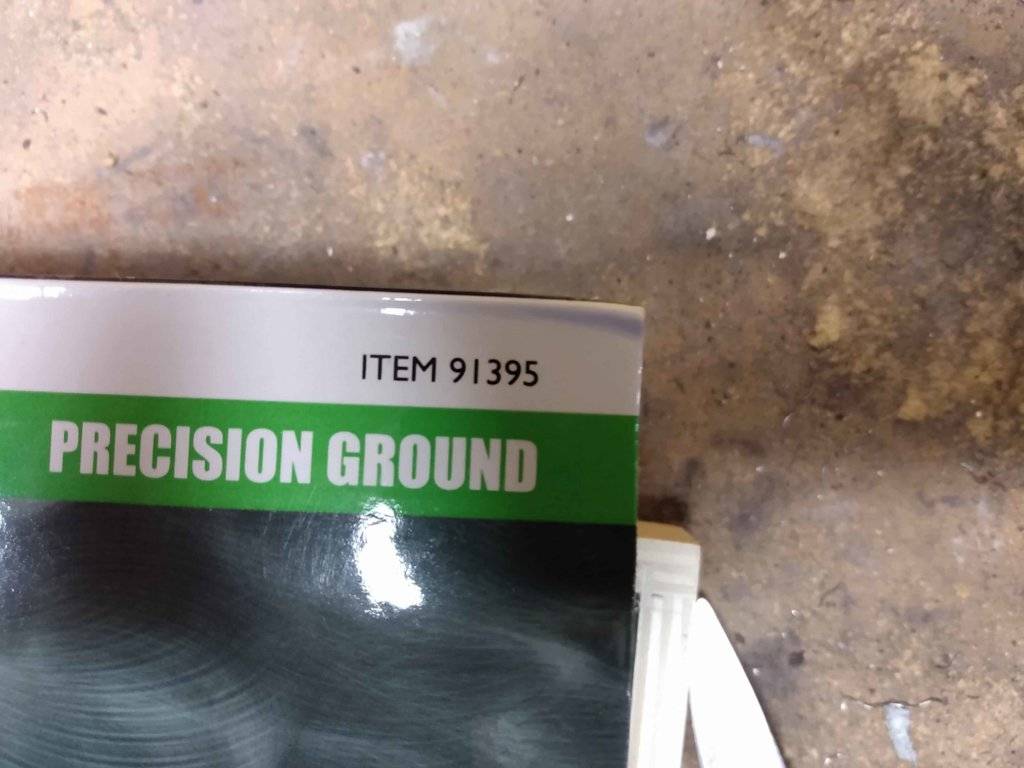 ITEM 91395
PRECISION GROUND